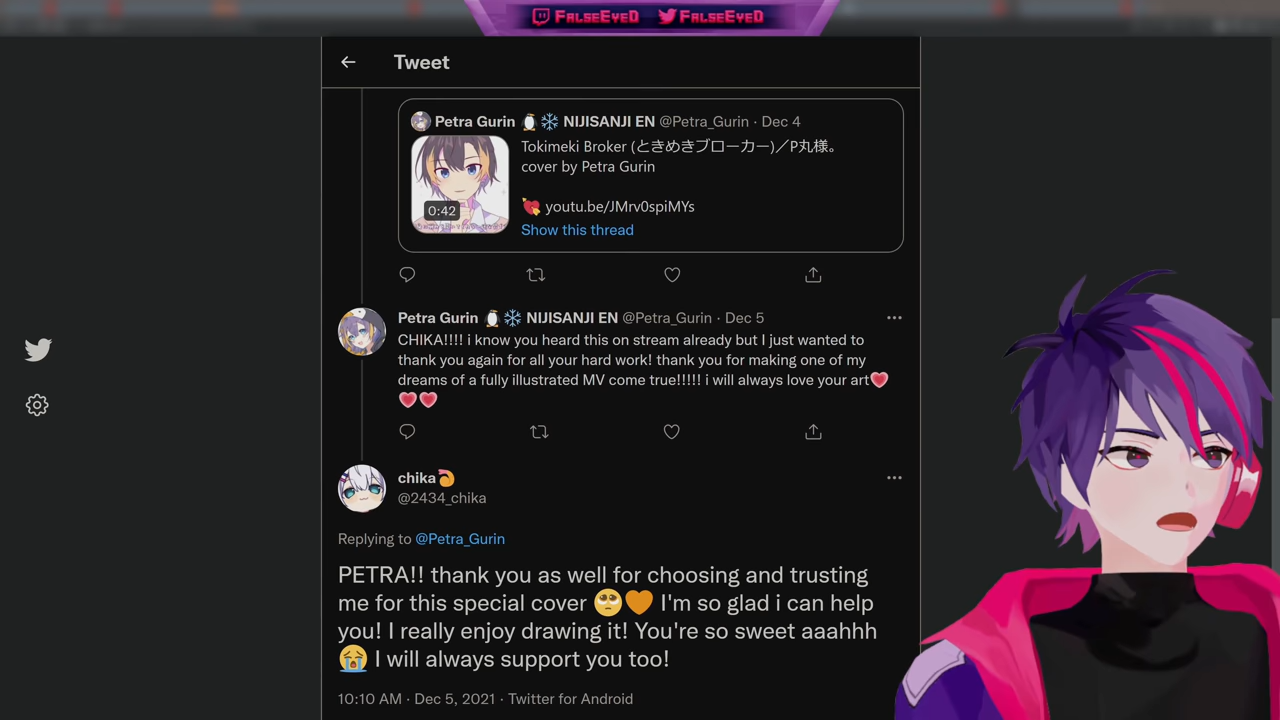 FalseEyeD FalseEyeD
Tweet
Petra Gurin 🐧❄️ NIJISANJI EN @Petra_Gurin · Dec 4
Tokimeki Broker (ときめきブローカー)／P丸様。
cover by Petra Gurin
0:42
💘 youtu.be/JMrv0spiMYs
Show this thread
Petra Gurin 🐧❄️ NIJISANJI EN @Petra_Gurin · Dec 5
CHIKA!!!! i know you heard this on stream already but I just wanted to
thank you again for all your hard work! thank you for making one of my
dreams of a fully illustrated MV come true!!!!! i will always love your art❤️
❤️❤️
chika🍤
@2434_chika
Replying to @Petra_Gurin
PETRA!! thank you as well for choosing and trusting
me for this special cover 🥺🧡 I'm so glad i can help
you! I really enjoy drawing it! You're so sweet aaahhh
😭 I will always support you too!
10:10 AM · Dec 5, 2021 · Twitter for Android